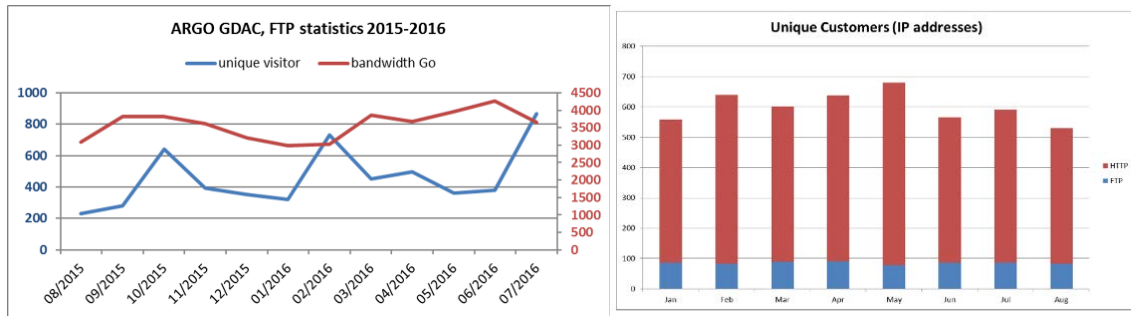 ARGO GDAC, FTP statistics 2015-2016
unique visitor bandwidth Go
1000 4500
800 4000
600 3500
400 3000
200 2500
0 2000
1500
1000
500
0
08/2015 09/2015 10/2015 11/2015 12/2015 01/2016 02/2016 03/2016 04/2016 05/2016 06/2016 07/2016
Unique Customers (IP addresses)
800
700
600
500
400
300
200
100
0
Jan Feb Mar Apr May Jun Jul Aug
HTTP
FTP